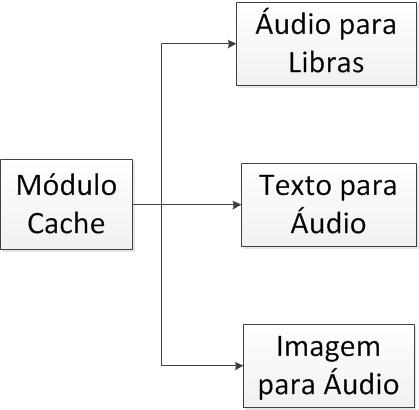 Áudio para
Libras
Módulo
Cache
Texto para
Áudio
Imagem
para Áudio